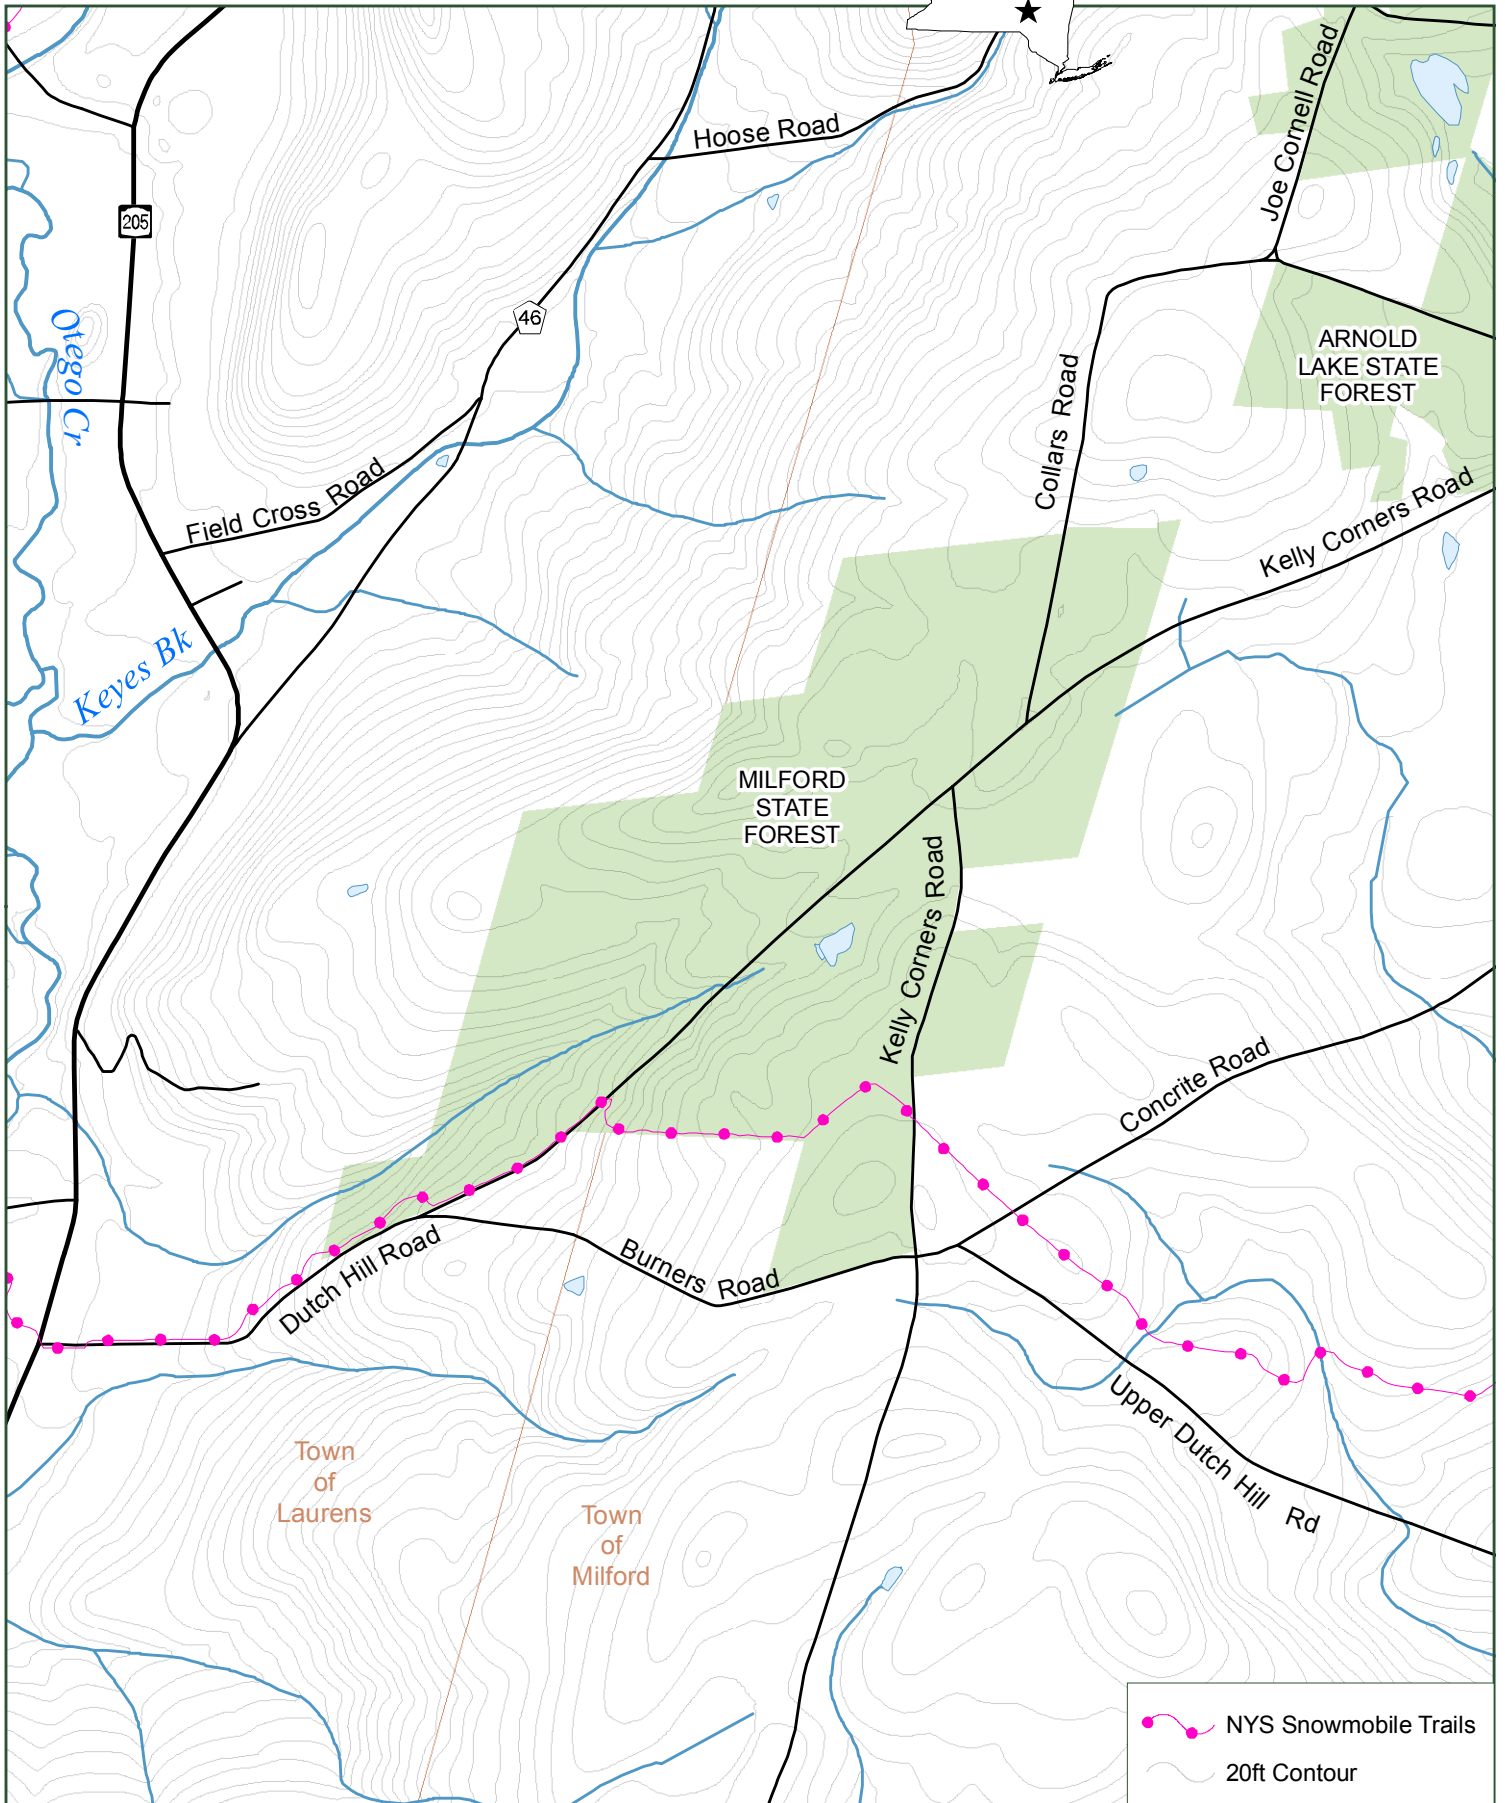 Hoose Road
Joe Cornell Road
205
46
Otego Cr
ARNOLD
LAKE STATE
FOREST
Collars Road
Field Cross Road
Kelly Corners Road
Keyes Bk
MILFORD
STATE
FOREST
Kelly Corners Road
Concrite Road
Dutch Hill Road
Burners Road
Upper Dutch Hill Rd
Town
of
Laurens
Town
of
Milford
NYS Snowmobile Trails
20ft Contour